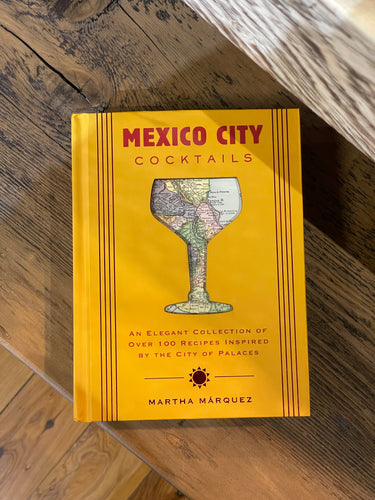 MEXICO CITY
COCKTAILS
AN ELEGANT COLLECTION OF
OVER 100 RECIPES INSPIRED
BY THE CITY OF PALACES
MARTHA MÁRQUEZ